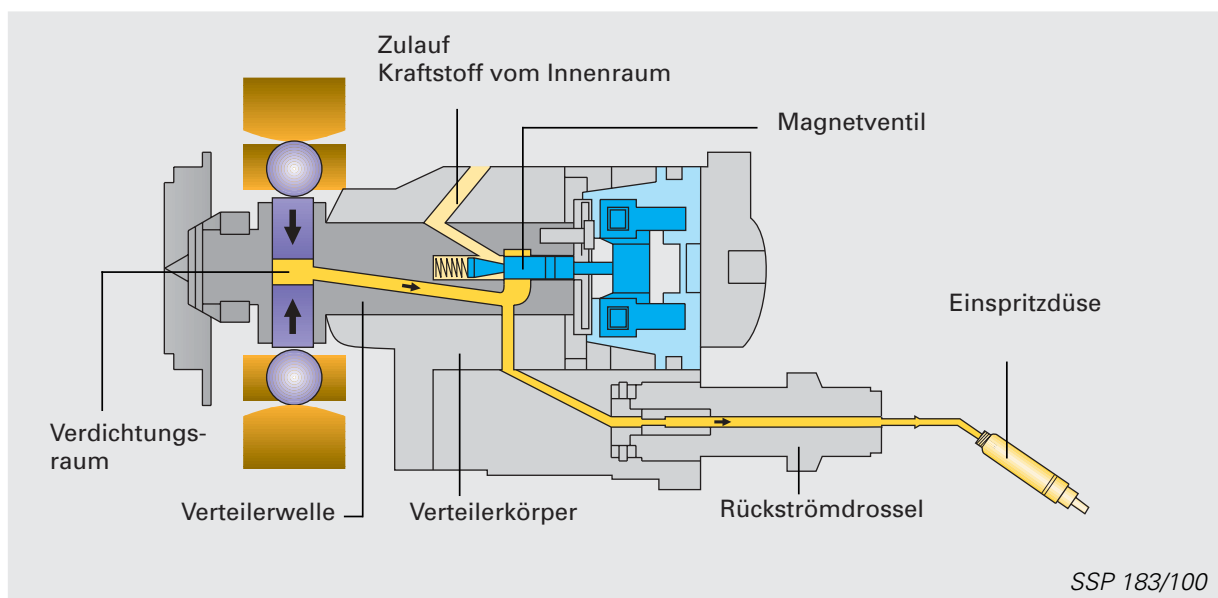 Zulauf
Kraftstoff vom Innenraum
Magnetventil
Einspritzdüse
Verdichtungs-
raum
Verteilerwelle
Verteilerkörper
Rückströmdrossel
SSP 183/100